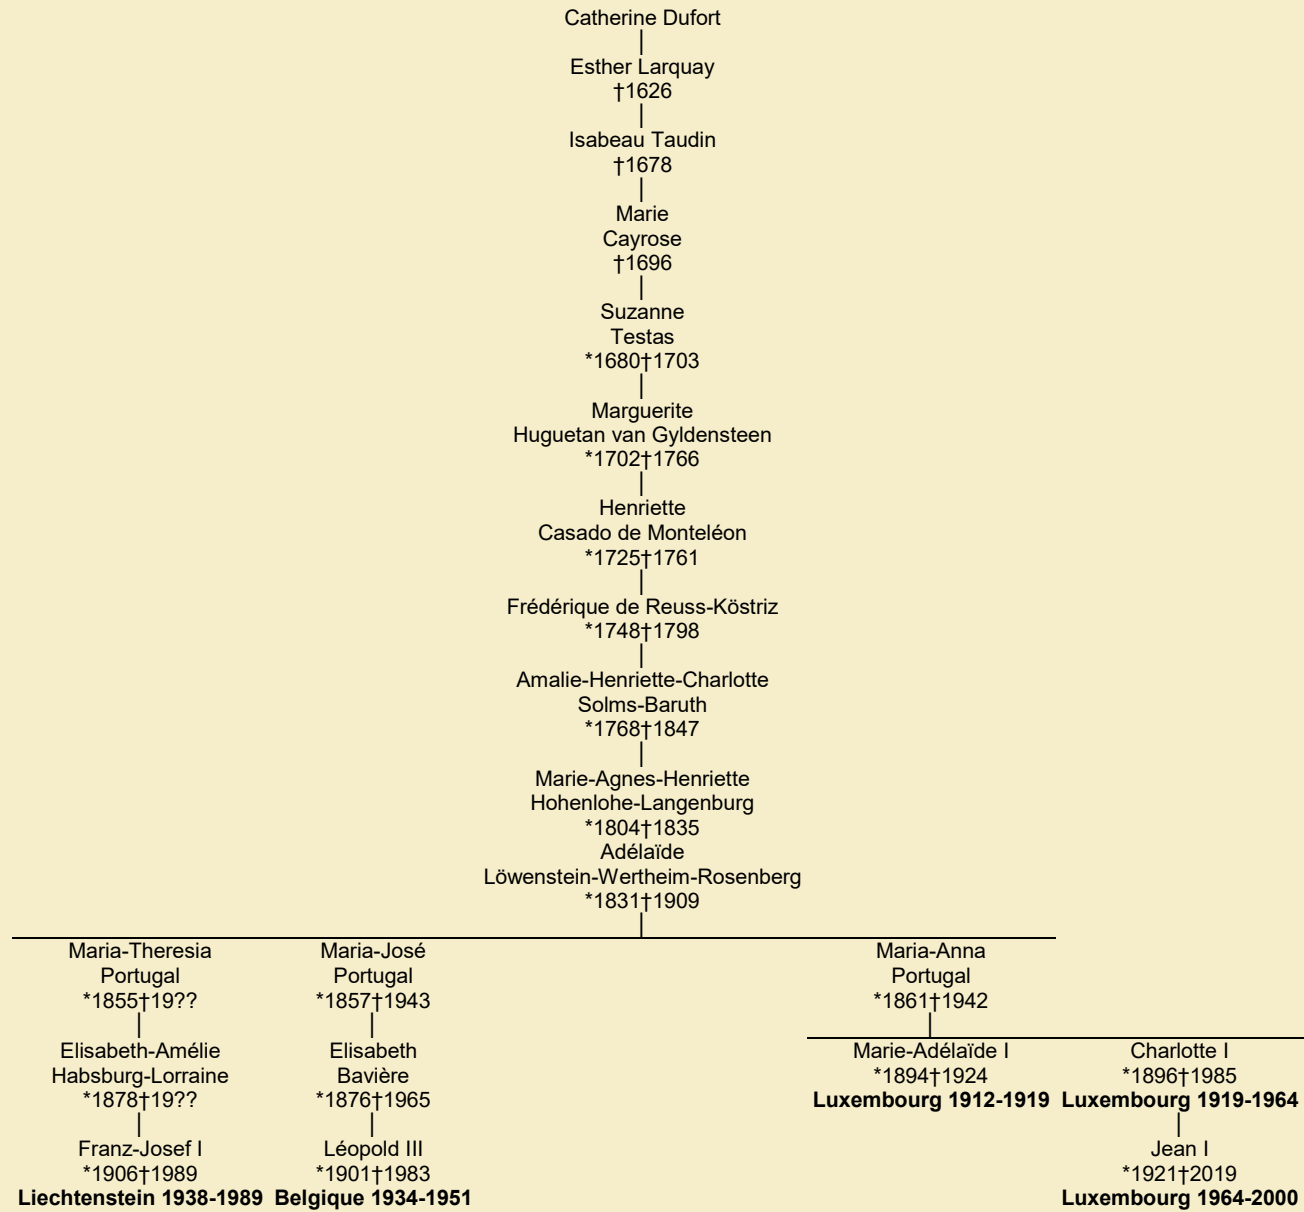 Catherine Dufort
Esther Larquay
†1626
Isabeau Taudin
†1678
Marie
Cayrose
†1696
Suzanne
Testas
*1680†1703
Marguerite
Huguetan van Gyldensteen
*1702†1766
Henriette
Casado de Monteléon
*1725†1761
Frédérique de Reuss-Köstriz
*1748†1798
Amalie-Henriette-Charlotte
Solms-Baruth
*1768†1847
Marie-Agnes-Henriette
Hohenlohe-Langenburg
*1804†1835
Adélaïde
Löwenstein-Wertheim-Rosenberg
*1831†1909
Maria-Theresia
Portugal
*1855†19??
Elisabeth-Amélie
Habsburg-Lorraine
*1878†19??
Franz-Josef I
*1906†1989
Liechtenstein 1938-1989
Maria-José
Portugal
*1857†1943
Elisabeth
Bavière
*1876†1965
Léopold III
*1901†1983
Belgique 1934-1951
Maria-Anna
Portugal
*1861†1942
Marie-Adélaïde I
*1894†1924
Luxembourg 1912-1919
Charlotte I
*1896†1985
Luxembourg 1919-1964
Jean I
*1921†2019
Luxembourg 1964-2000